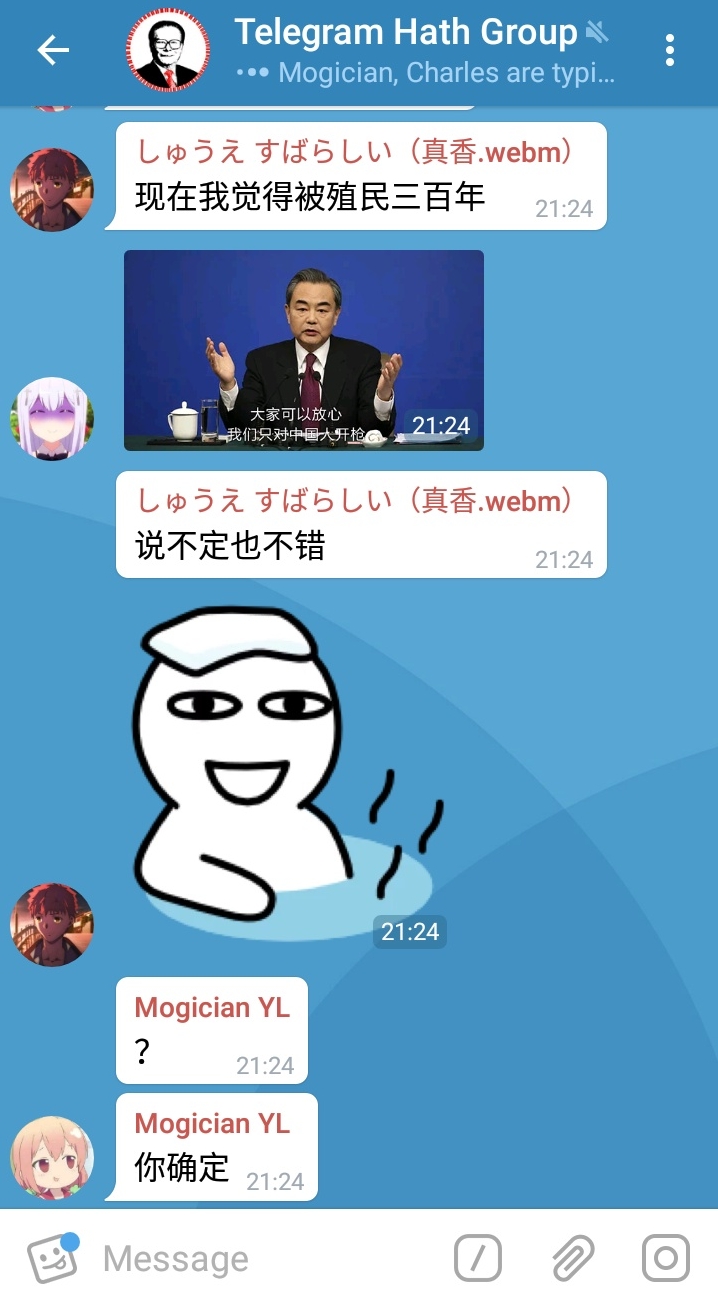 Telegram Hath Group
Mogician, Charles are typi...
しゅうえ すばらしい（真香.webm）
现在我觉得被殖民三百年
21:24
大家可以放心
我们只对中国人开枪
21:24
しゅうえ すばらしい（真香.webm）
说不定也不错
21:24
21:24
Mogician YL
？
21:24
Mogician YL
你确定
21:24
Message